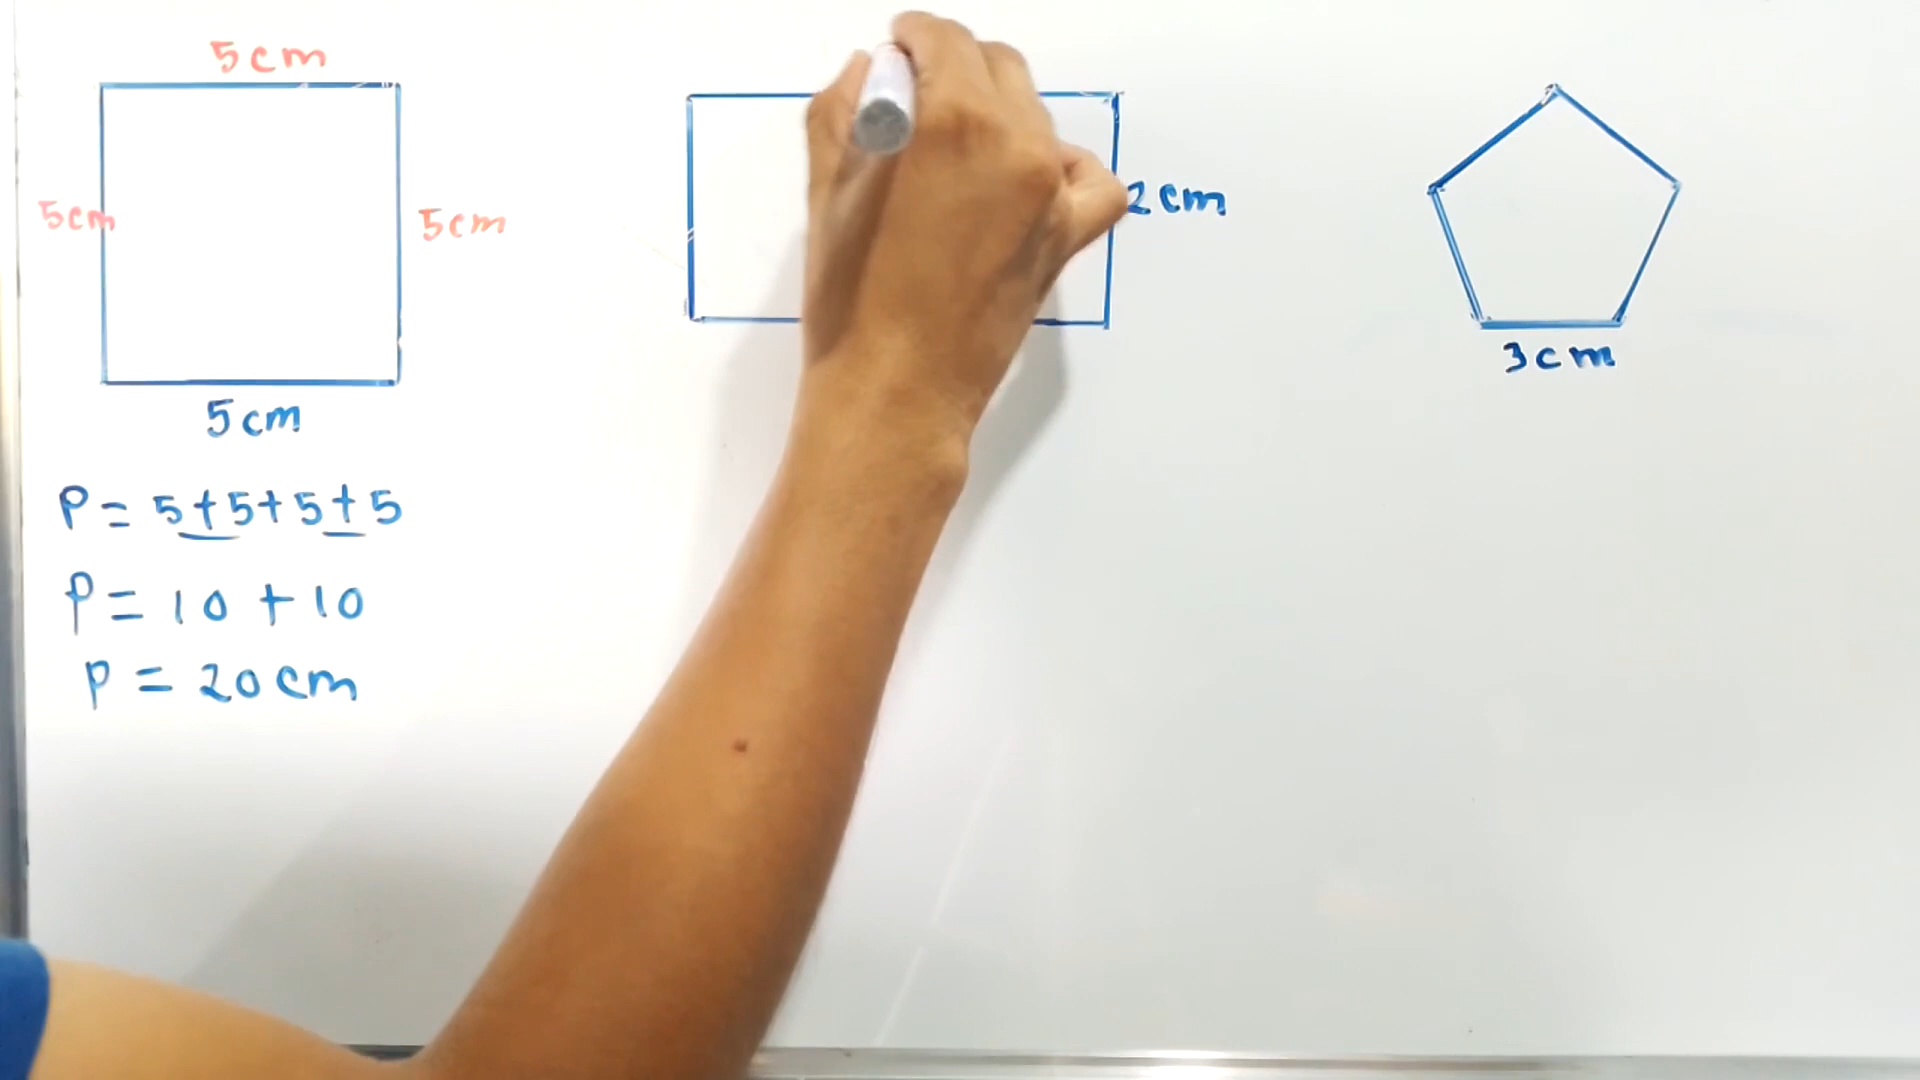 5cm
5cm
5cm
5cm
P = 5+5+5+5
P = 10 + 10
P = 20cm
2cm
3cm